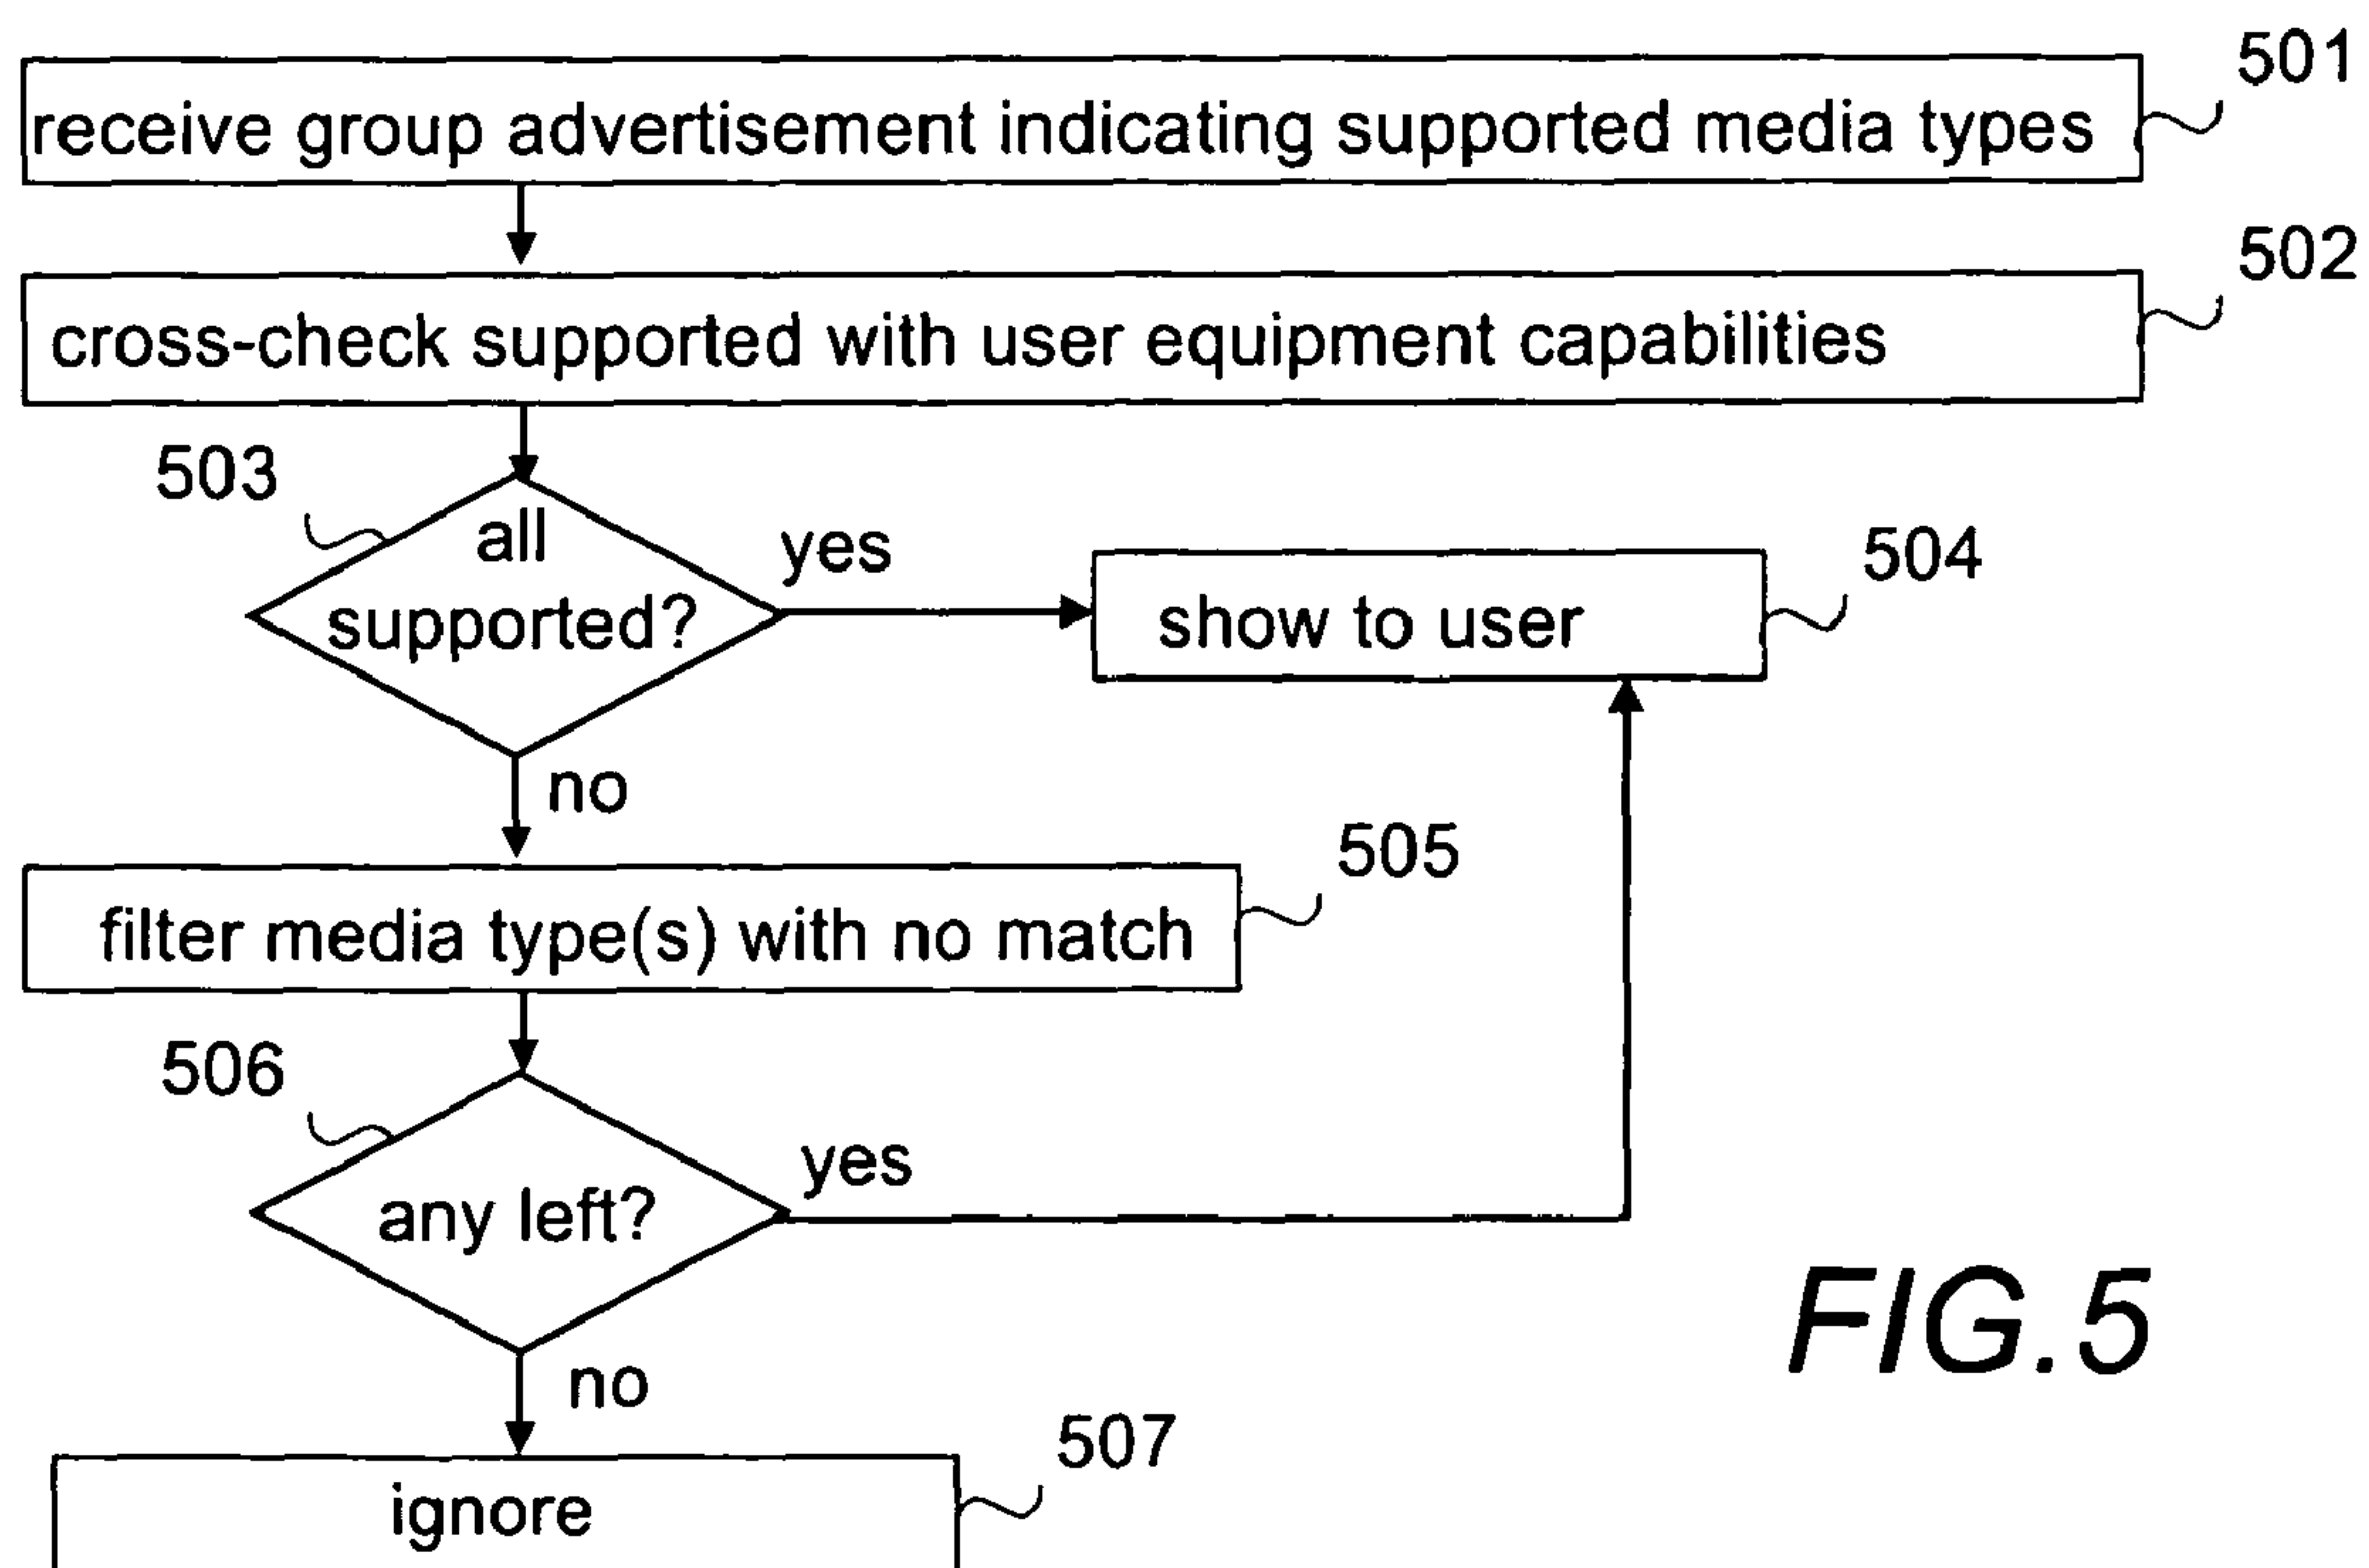 501
receive group advertisement indicating supported media types
502
cross-check supported with user equipment capabilities
503
all
supported?
yes
504
show to user
no
505
filter media type(s) with no match
506
any left?
yes
FIG.5
no
507
ignore